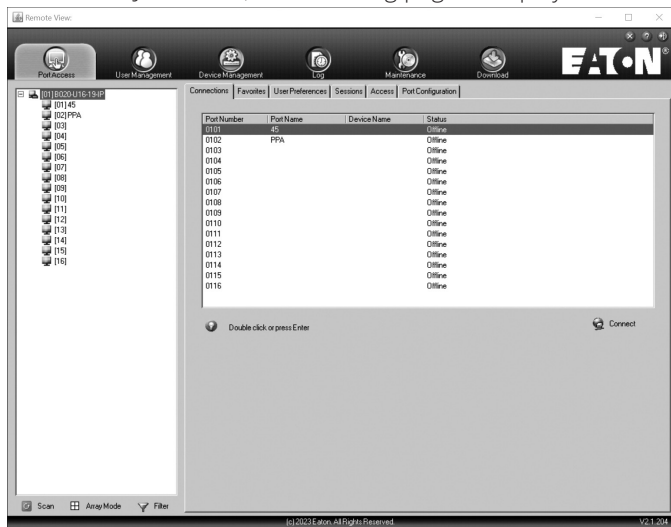 Remote View:
EATON®
Port Access
User Management
Device Management
Log
Maintenance
Download
Connections Favorites User Preferences Sessions Access Port Configuration
[01]B020-U16-19-IP
[01]45
[02]PPA
[03]
[04]
[05]
[06]
[07]
[08]
[09]
[10]
[11]
[12]
[13]
[14]
[15]
[16]
Port Number Port Name Device Name Status
0101 45 Offline
0102 PPA Offline
0103 Offline
0104 Offline
0105 Offline
0106 Offline
0107 Offline
0108 Offline
0109 Offline
0110 Offline
0111 Offline
0112 Offline
0113 Offline
0114 Offline
0115 Offline
0116 Offline
Double click or press Enter
Connect
Scan Array Mode Filter
(c) 2023 Eaton. All Rights Reserved.
V2.1.204